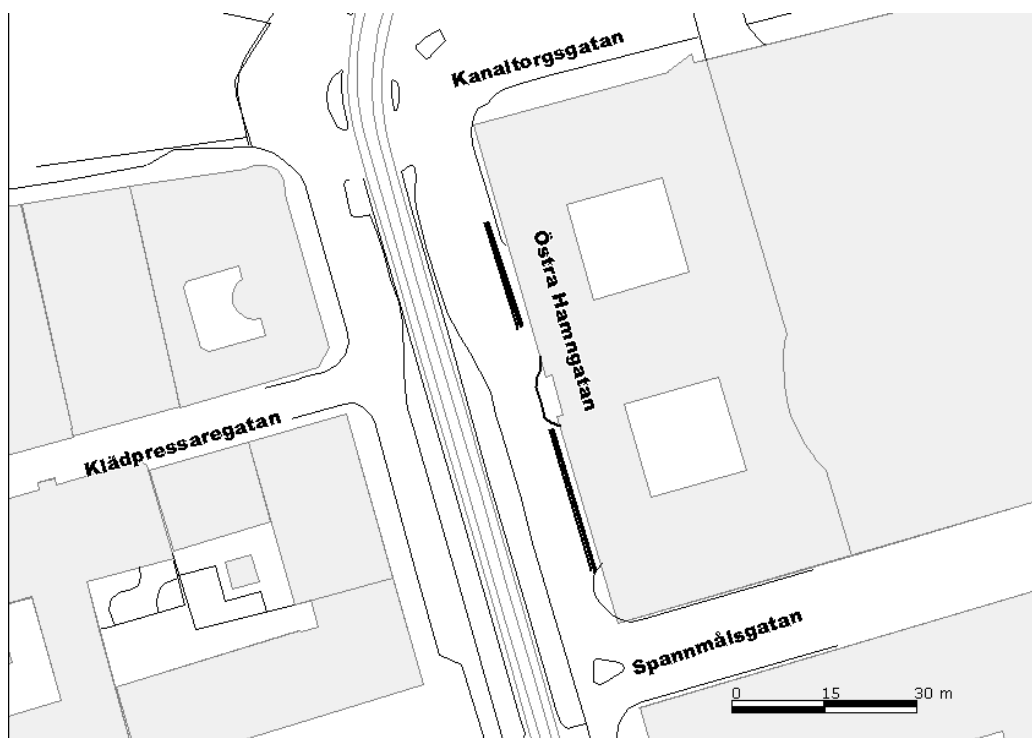 Kanaltorgsgatan
Östra Hamngatan
Klädpressaregatan
Spannmålsgatan
0 15 30 m